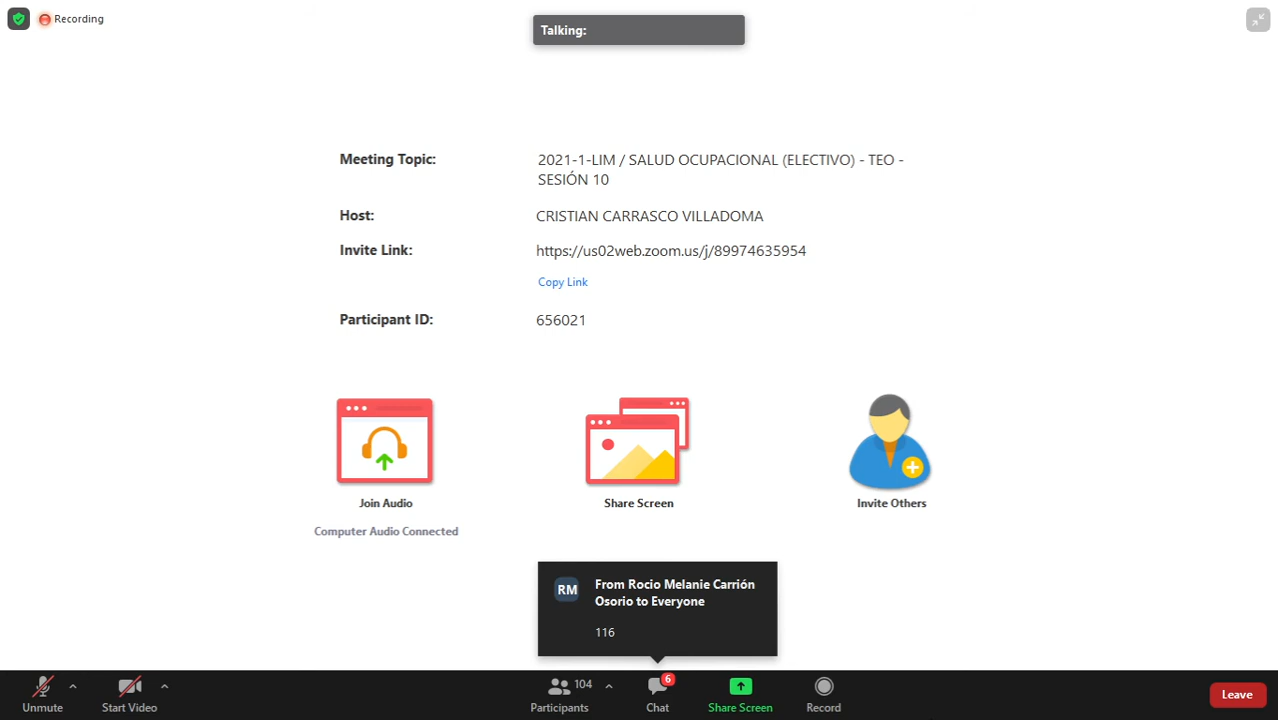 Recording
Talking:
Meeting Topic:
2021-1-LIM / SALUD OCUPACIONAL (ELECTIVO) - TEO -
SESIÓN 10
Host:
CRISTIAN CARRASCO VILLADOMA
Invite Link:
https://us02web.zoom.us/j/89974635954
Copy Link
Participant ID:
656021
Join Audio
Share Screen
Invite Others
Computer Audio Connected
RM
From Rocio Melanie Carrión
Osorio to Everyone
116
Unmute
Start Video
104
Participants
6
Chat
Share Screen
Record
Leave